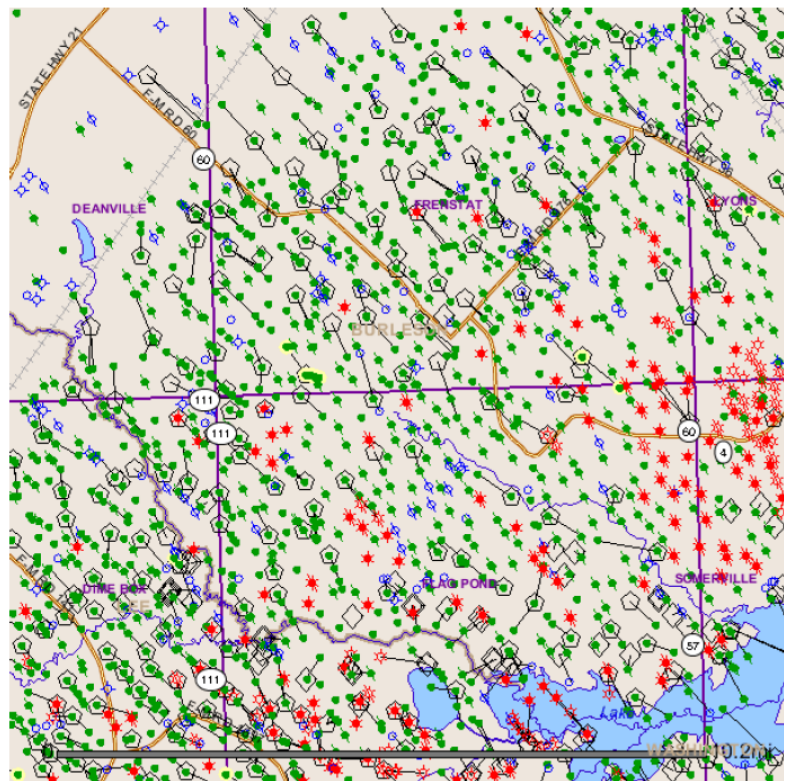 STATE HWY 21
F-M RD 60
60
STATE HWY 36
DEANVILLE
FRENSTAT
LYONS
BURLESON
111
111
60
4
DIME BOX
LEE
FLAG POND
SOMERVILLE
57
111
Lake
0